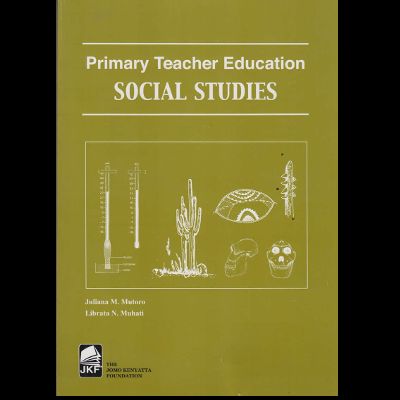 Primary Teacher Education
SOCIAL STUDIES
Juliana M. Mutoro
Librata N. Muhati
JKF
THE
JOMO KENYATTA
FOUNDATION